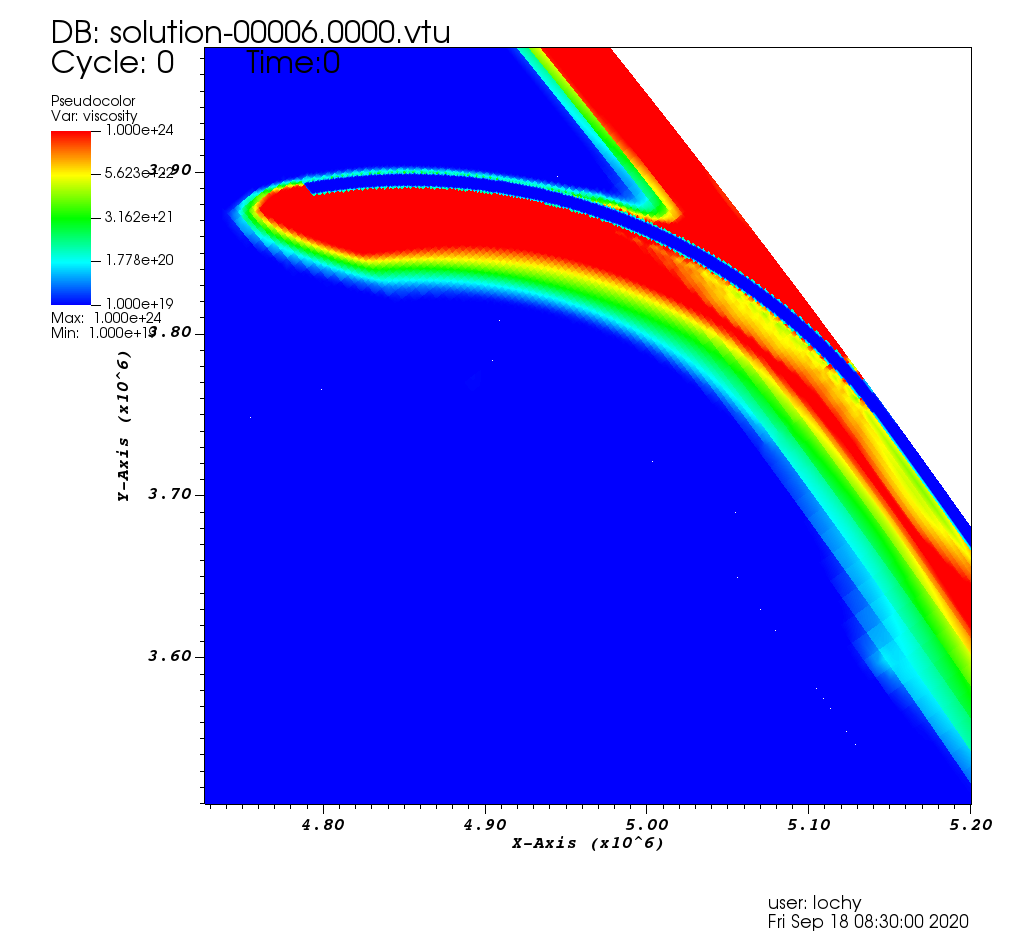 DB: solution-00006.0000.vtu
Cycle: 0 Time:0
Pseudocolor
Var: viscosity
1.000e+24
5.623e+22
3.162e+21
1.778e+20
1.000e+19
Max: 1.000e+24
Min: 1.000e+19
3.90
3.80
3.70
3.60
Y-Axis (x10^6)
4.80 4.90 5.00 5.10 5.20
X-Axis (x10^6)
user: lochy
Fri Sep 18 08:30:00 2020